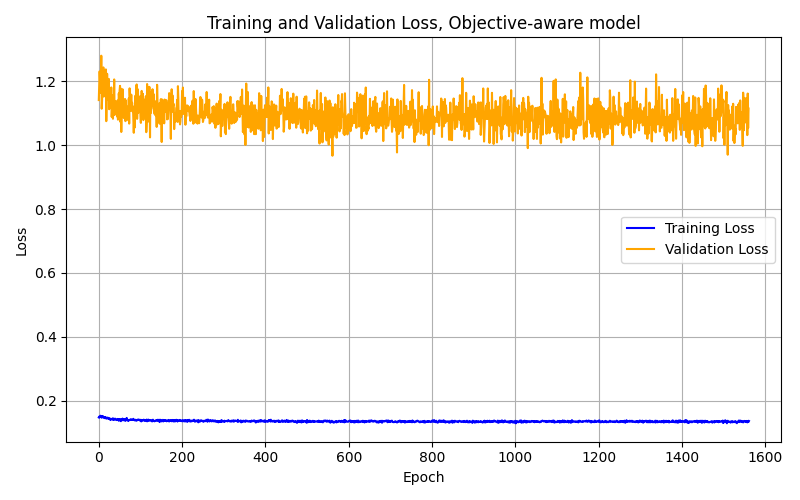 Training and Validation Loss, Objective-aware model
Loss
1.2
1.0
0.8
0.6
0.4
0.2
Training Loss
Validation Loss
0 200 400 600 800 1000 1200 1400 1600
Epoch